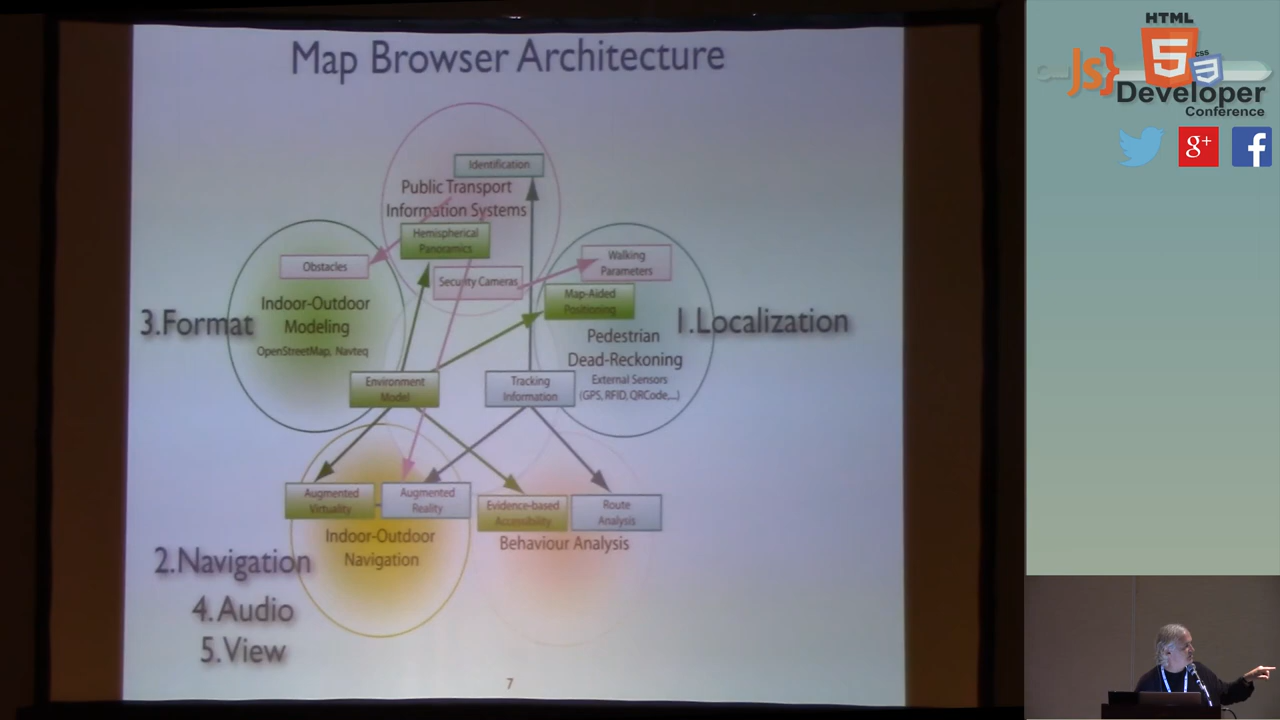 Map Browser Architecture
Identification
Public Transport
Information Systems
Hemispherical
Panoramics
Security Cameras
Obstacles
Indoor-Outdoor
Modeling
OpenStreetMap, Navteq
3.Format
Walking
Parameters
Map-Aided
Positioning
Pedestrian
Dead-Reckoning
External Sensors
(GPS, RFID, QRCode,...)
1.Localization
Environment
Model
Tracking
Information
Augmented
Virtuality
Augmented
Reality
Indoor-Outdoor
Navigation
Evidence-based
Accessibility
Route
Analysis
Behaviour Analysis
2.Navigation
4. Audio
5.View
7
HTML
5
JS}
css
3
Developer
Conference
g+
f